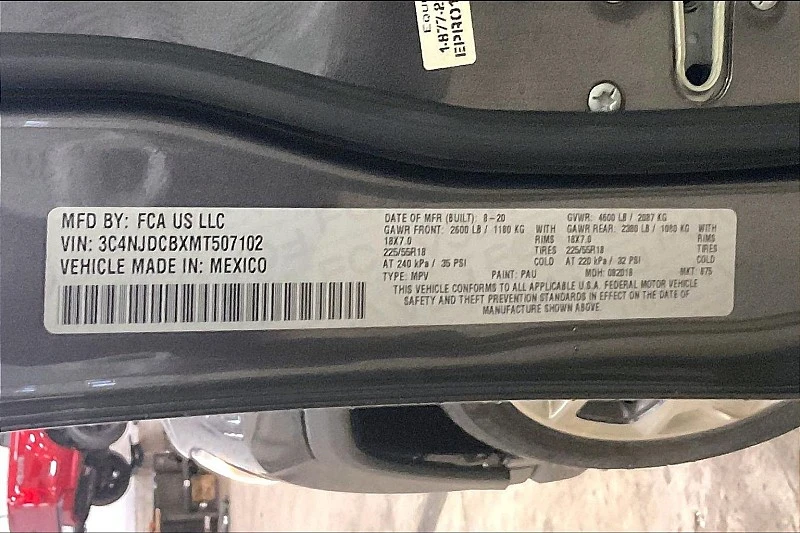 MFD BY: FCA US LLC
VIN: 3C4NJDCBXMT507102
VEHICLE MADE IN: MEXICO
DATE OF MFR (BUILT): 8-20 GVWR: 4600 LB / 2087 KG
GAWR FRONT: 2600 LB / 1180 KG WITH GAWR REAR: 2380 LB / 1080 KG WITH
18X7.0 RIMS 18X7.0 RIMS
225/55R18 TIRES 225/55R18 TIRES
AT 240 kPa / 35 PSI COLD AT 220 kPa / 32 PSI COLD
TYPE: MPV PAINT: PAU MDH: 082018 MKT 875
THIS VEHICLE CONFORMS TO ALL APPLICABLE U.S.A. FEDERAL MOTOR VEHICLE
SAFETY AND THEFT PREVENTION STANDARDS IN EFFECT ON THE DATE OF
MANUFACTURE SHOWN ABOVE.
1-877-